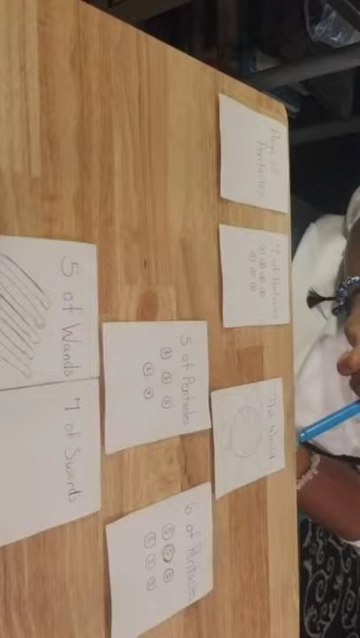 Page of
Pentacles
7 of Pentacles
The World
5 of Pentacles
6 of Pentacles
5 of Wands
7 of Swords